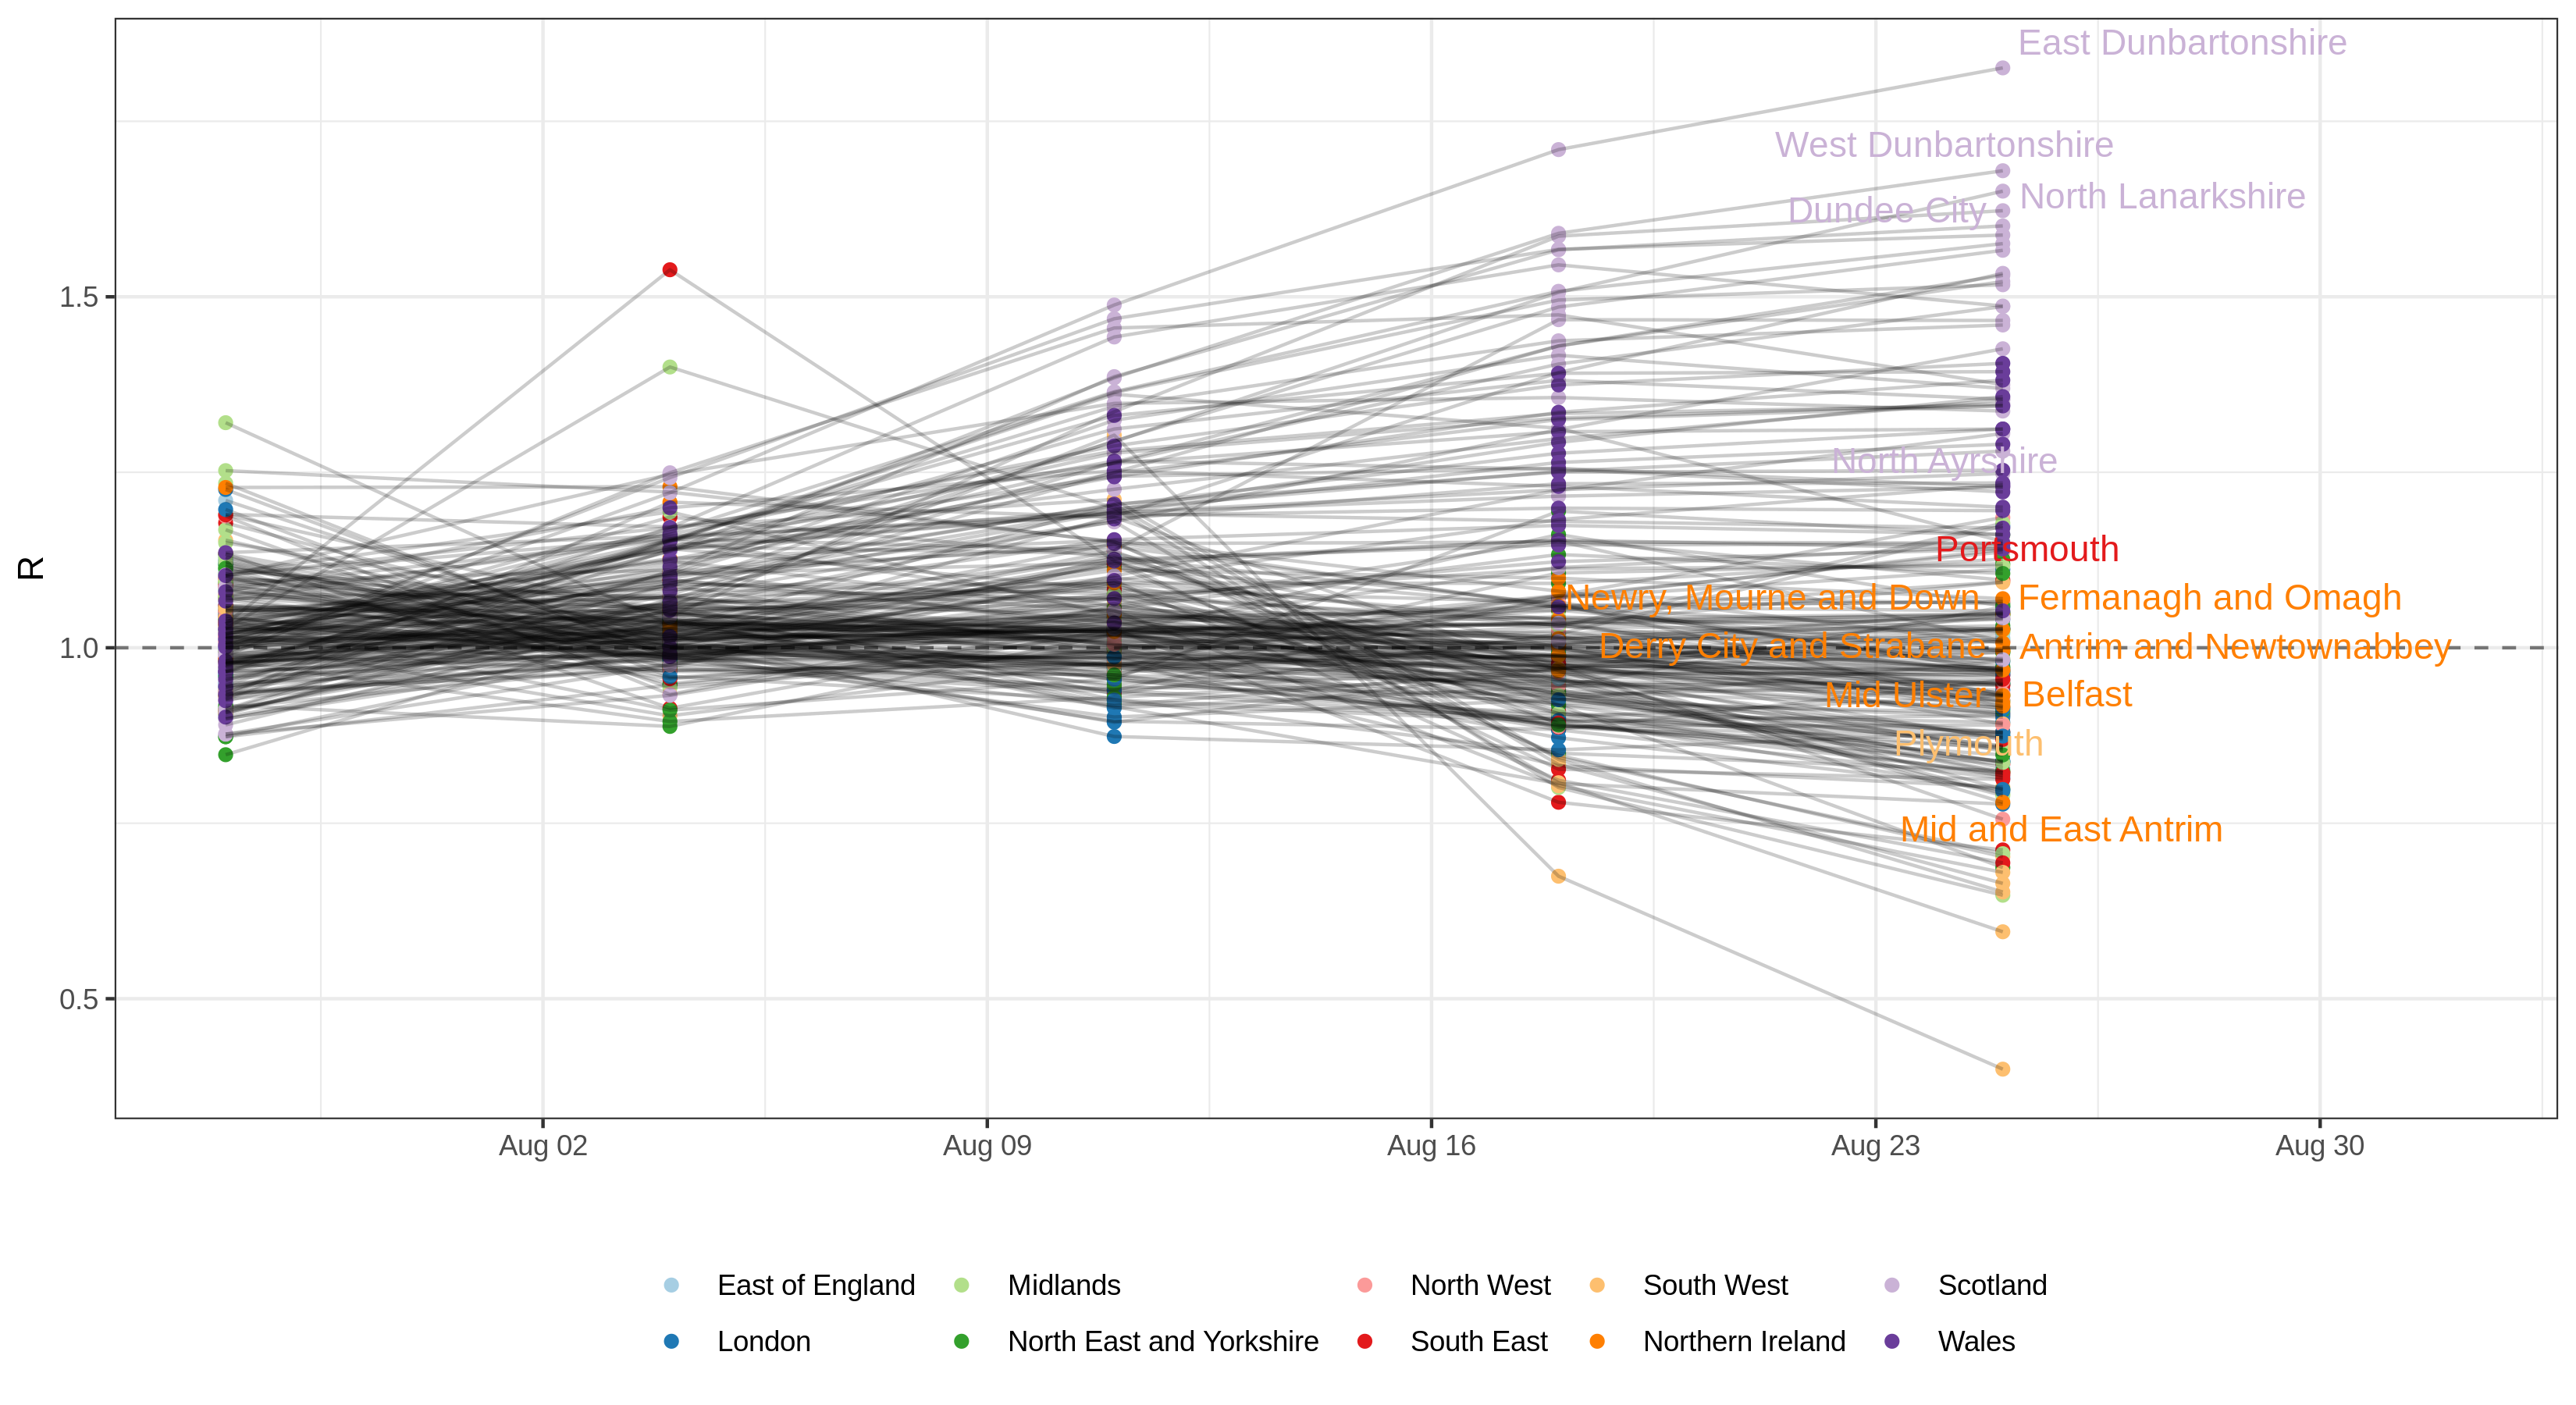 East Dunbartonshire
West Dunbartonshire
North Lanarkshire
Dundee City
1.5
North Ayrshire
R
Portsmouth
Newry, Mourne and Down
Fermanagh and Omagh
1.0
Derry City and Strabane
Antrim and Newtownabbey
Mid Ulster
Belfast
Plymouth
Mid and East Antrim
0.5
Aug 02
Aug 09
Aug 16
Aug 23
Aug 30
East of England
Midlands
North West
South West
Scotland
London
North East and Yorkshire
South East
Northern Ireland
Wales